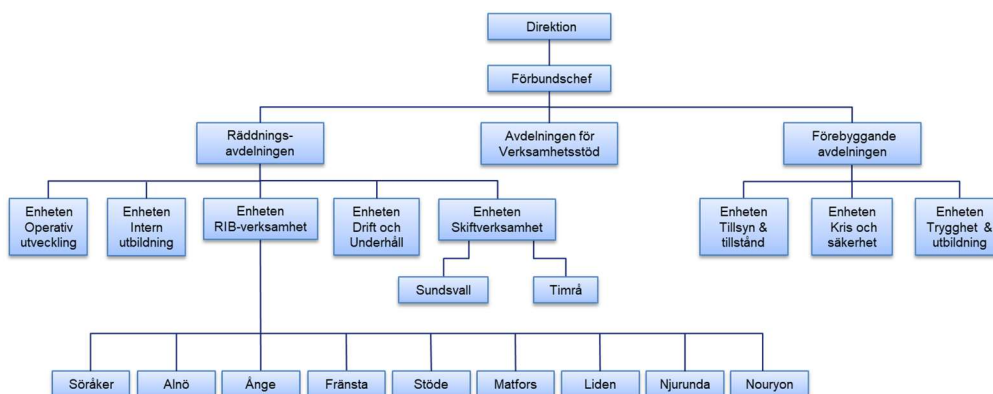 Direktion
Förbundschef
Räddnings-
avdelningen
Avdelningen för
Verksamhetsstöd
Förebyggande
avdelningen
Enheten
Operativ
utveckling
Enheten
Intern
utbildning
Enheten
RIB-verksamhet
Enheten
Drift och
Underhåll
Enheten
Skiftverksamhet
Enheten
Tillsyn &
tillstånd
Enheten
Kris och
säkerhet
Enheten
Trygghet &
utbildning
Sundsvall
Timrå
Söråker
Alnö
Ånge
Fränsta
Stöde
Matfors
Liden
Njurunda
Nouryon